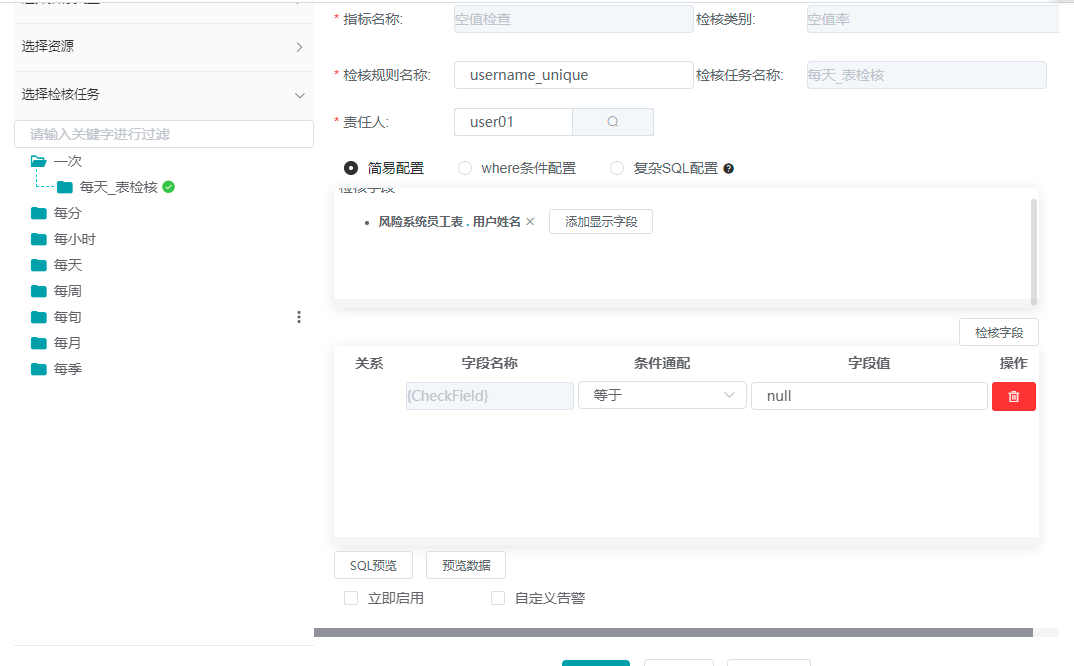 * 指标名称: 空值检查 检核类别: 空值率
选择资源
* 检核规则名称: username_unique 检核任务名称: 每天_表检核
选择检核任务
* 责任人: user01
请输入关键字进行过滤
一次
每天_表检核
每分
每小时
每天
每周
每旬
每月
每季
简易配置 where条件配置 复杂SQL配置 ?
检核字段
• 风险系统员工表 . 用户姓名 × 添加显示字段
检核字段
关系 字段名称 条件通配 字段值 操作
{CheckField} 等于 null
SQL预览 预览数据
立即启用 自定义告警